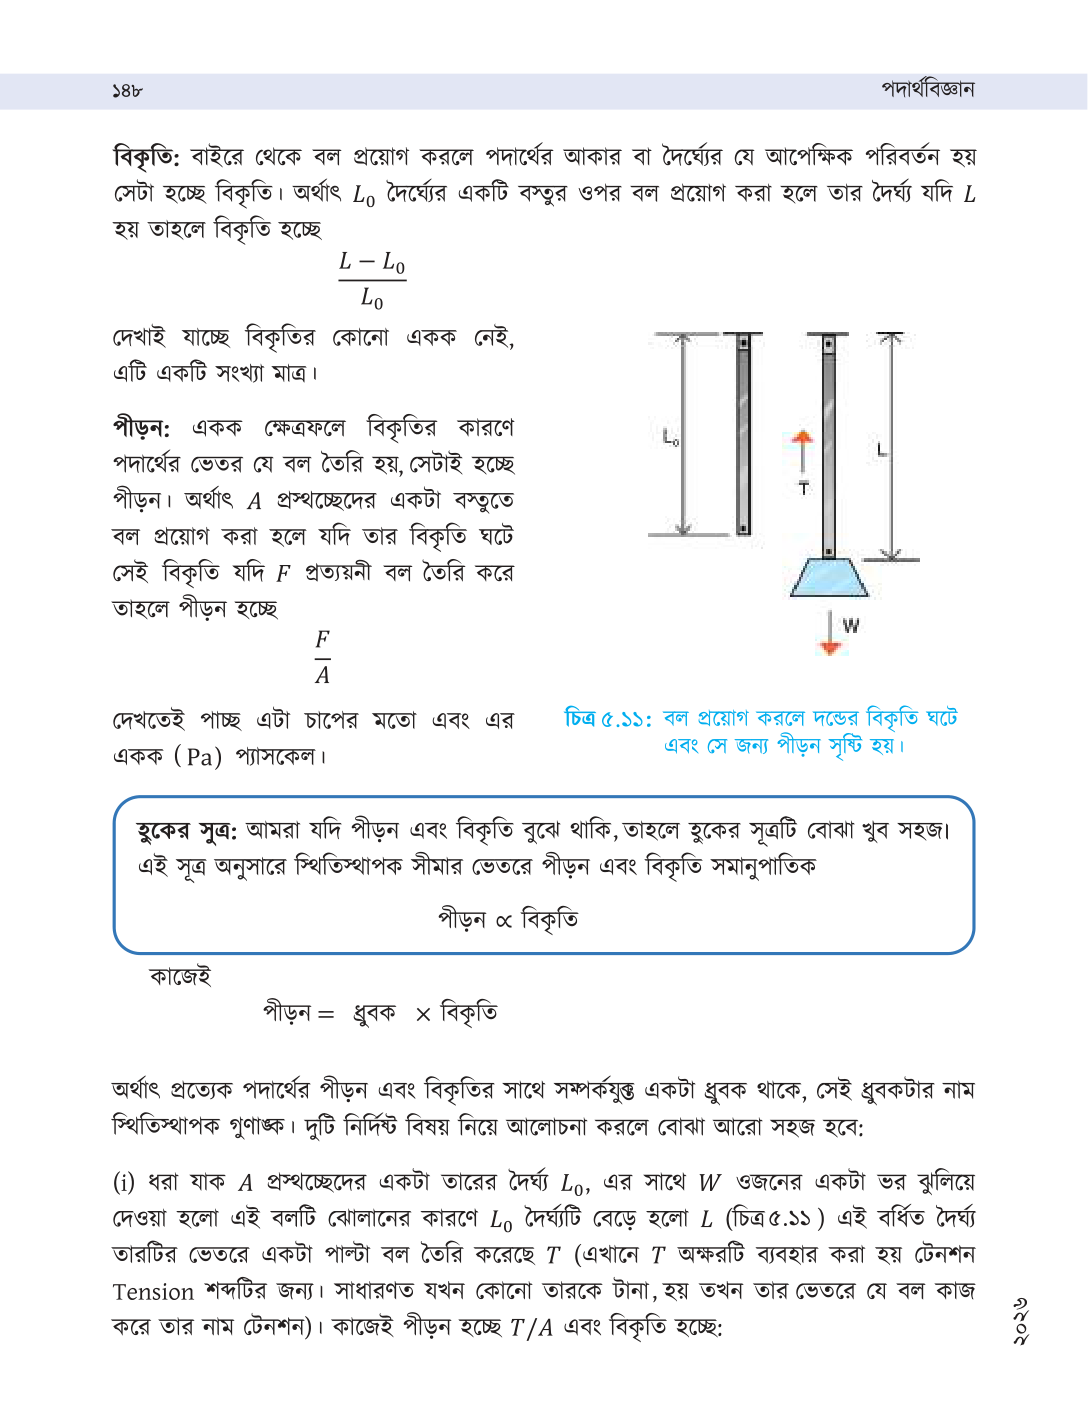 ১৪৮ পদার্থবিজ্ঞান
বিকৃতি: বাইরে থেকে বল প্রয়োগ করলে পদার্থের আকার বা দৈর্ঘ্যের যে আপেক্ষিক পরিবর্তন হয়
সেটা হচ্ছে বিকৃতি। অর্থাৎ L₀ দৈর্ঘ্যের একটি বস্তুর ওপর বল প্রয়োগ করা হলে তার দৈর্ঘ্য যদি L
হয় তাহলে বিকৃতি হচ্ছে
L − L₀
L₀
দেখাই যাচ্ছে বিকৃতির কোনো একক নেই,
এটি একটি সংখ্যা মাত্র।
পীড়ন: একক ক্ষেত্রফলে বিকৃতির কারণে
পদার্থের ভেতর যে বল তৈরি হয়, সেটাই হচ্ছে
পীড়ন। অর্থাৎ A প্রস্থচ্ছেদের একটা বস্তুতে
বল প্রয়োগ করা হলে যদি তার বিকৃতি ঘটে
সেই বিকৃতি যদি F প্রত্যয়নী বল তৈরি করে
তাহলে পীড়ন হচ্ছে
F
A
দেখতেই পাচ্ছ এটা চাপের মতো এবং এর
একক (Pa) প্যাসকেল।
L₀
T
L
W
চিত্র ৫.১১: বল প্রয়োগ করলে দন্ডের বিকৃতি ঘটে
এবং সে জন্য পীড়ন সৃষ্টি হয়।
হুকের সুত্র: আমরা যদি পীড়ন এবং বিকৃতি বুঝে থাকি, তাহলে হুকের সূত্রটি বোঝা খুব সহজ।
এই সূত্র অনুসারে স্থিতিস্থাপক সীমার ভেতরে পীড়ন এবং বিকৃতি সমানুপাতিক
পীড়ন ∝ বিকৃতি
কাজেই
পীড়ন = ধ্রুবক × বিকৃতি
অর্থাৎ প্রত্যেক পদার্থের পীড়ন এবং বিকৃতির সাথে সম্পর্কযুক্ত একটা ধ্রুবক থাকে, সেই ধ্রুবকটার নাম
স্থিতিস্থাপক গুণাঙ্ক। দুটি নির্দিষ্ট বিষয় নিয়ে আলোচনা করলে বোঝা আরো সহজ হবে:
(i) ধরা যাক A প্রস্থচ্ছেদের একটা তারের দৈর্ঘ্য L₀, এর সাথে W ওজনের একটা ভর ঝুলিয়ে
দেওয়া হলো এই বলটি ঝোলানের কারণে L₀ দৈর্ঘ্যটি বেড়ে হলো L (চিত্র ৫.১১ ) এই বর্ধিত দৈর্ঘ্য
তারটির ভেতরে একটা পাল্টা বল তৈরি করেছে T (এখানে T অক্ষরটি ব্যবহার করা হয় টেনশন
Tension শব্দটির জন্য। সাধারণত যখন কোনো তারকে টানা, হয় তখন তার ভেতরে যে বল কাজ
করে তার নাম টেনশন)। কাজেই পীড়ন হচ্ছে T/A এবং বিকৃতি হচ্ছে:
২০২৬